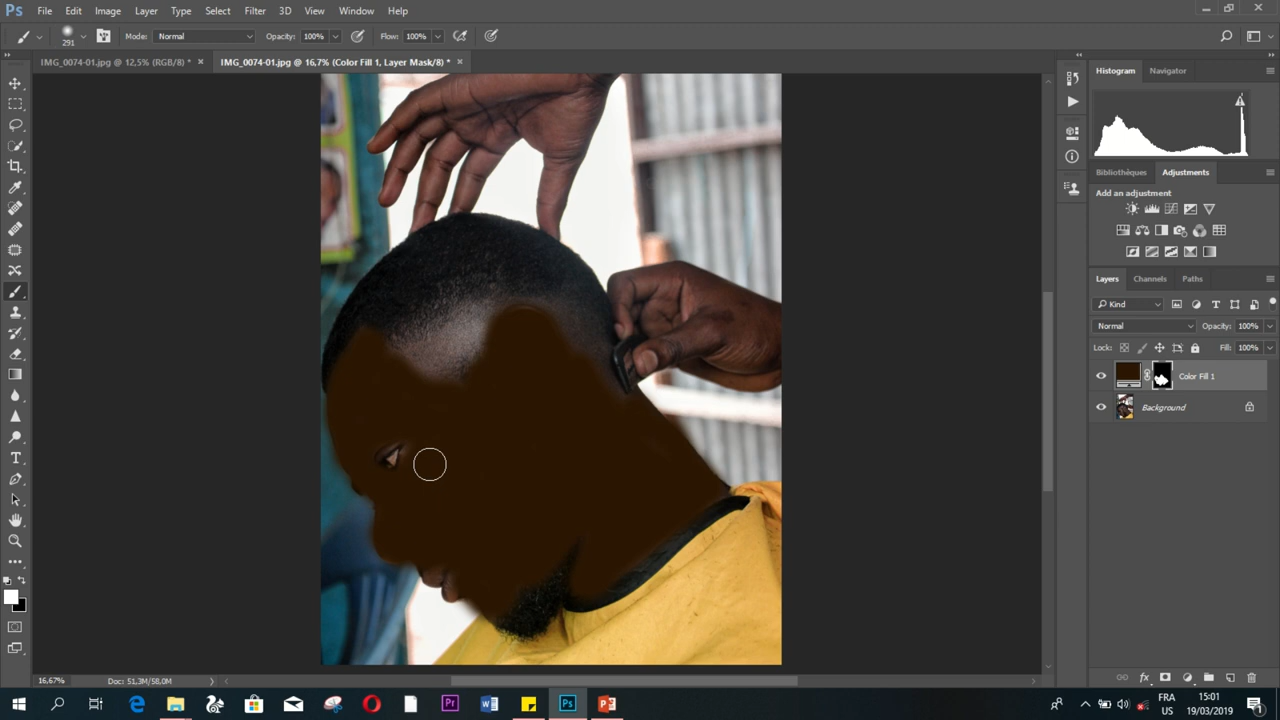 Ps File Edit Image Layer Type Select Filter 3D View Window Help
291 Mode: Normal Opacity: 100% Flow: 100%
IMG_0074-01.jpg @ 12,5% (RGB/8) * × IMG_0074-01.jpg @ 16,7% (Color Fill 1, Layer Mask/8) * ×
Histogram Navigator
Bibliothèques Adjustments
Add an adjustment
Layers Channels Paths
Kind
Normal Opacity: 100%
Lock: Fill: 100%
Color Fill 1
Background
16,67% Doc: 51,3M/58,0M
FRA 15:01
US 19/03/2019